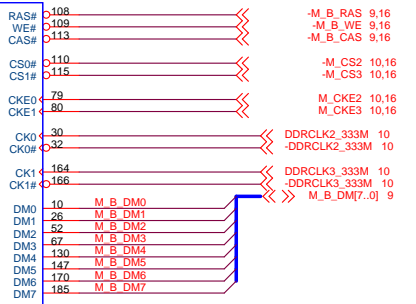 RAS# 108 -M_B_RAS 9,16
WE# 109 -M_B_WE 9,16
CAS# 113 -M_B_CAS 9,16
CS0# 110 -M_CS2 10,16
CS1# 115 -M_CS3 10,16
CKE0 79 M_CKE2 10,16
CKE1 80 M_CKE3 10,16
CK0 30 DDRCLK2_333M 10
CK0# 32 -DDRCLK2_333M 10
CK1 164 DDRCLK3_333M 10
CK1# 166 -DDRCLK3_333M 10
M_B_DM[7..0] 9
DM0 10 M_B_DM0
DM1 26 M_B_DM1
DM2 52 M_B_DM2
DM3 67 M_B_DM3
DM4 130 M_B_DM4
DM5 147 M_B_DM5
DM6 170 M_B_DM6
DM7 185 M_B_DM7